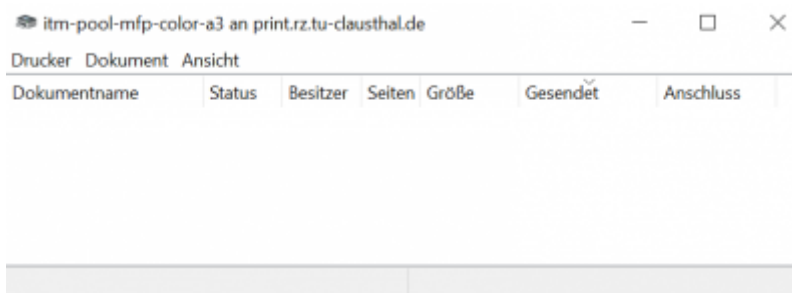 itm-pool-mfp-color-a3 an print.rz.tu-clausthal.de
Drucker Dokument Ansicht
Dokumentname Status Besitzer Seiten Größe Gesendet Anschluss